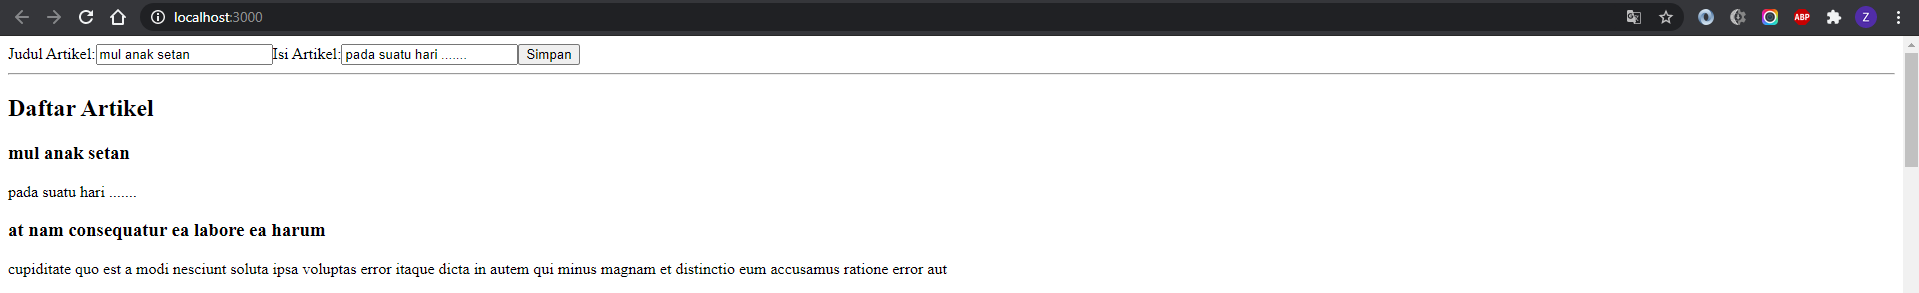 localhost:3000
ABP
Z
Judul Artikel: mul anak setan Isi Artikel: pada suatu hari ....... Simpan
Daftar Artikel
mul anak setan
pada suatu hari .......
at nam consequatur ea labore ea harum
cupiditate quo est a modi nesciunt soluta ipsa voluptas error itaque dicta in autem qui minus magnam et distinctio eum accusamus ratione error aut